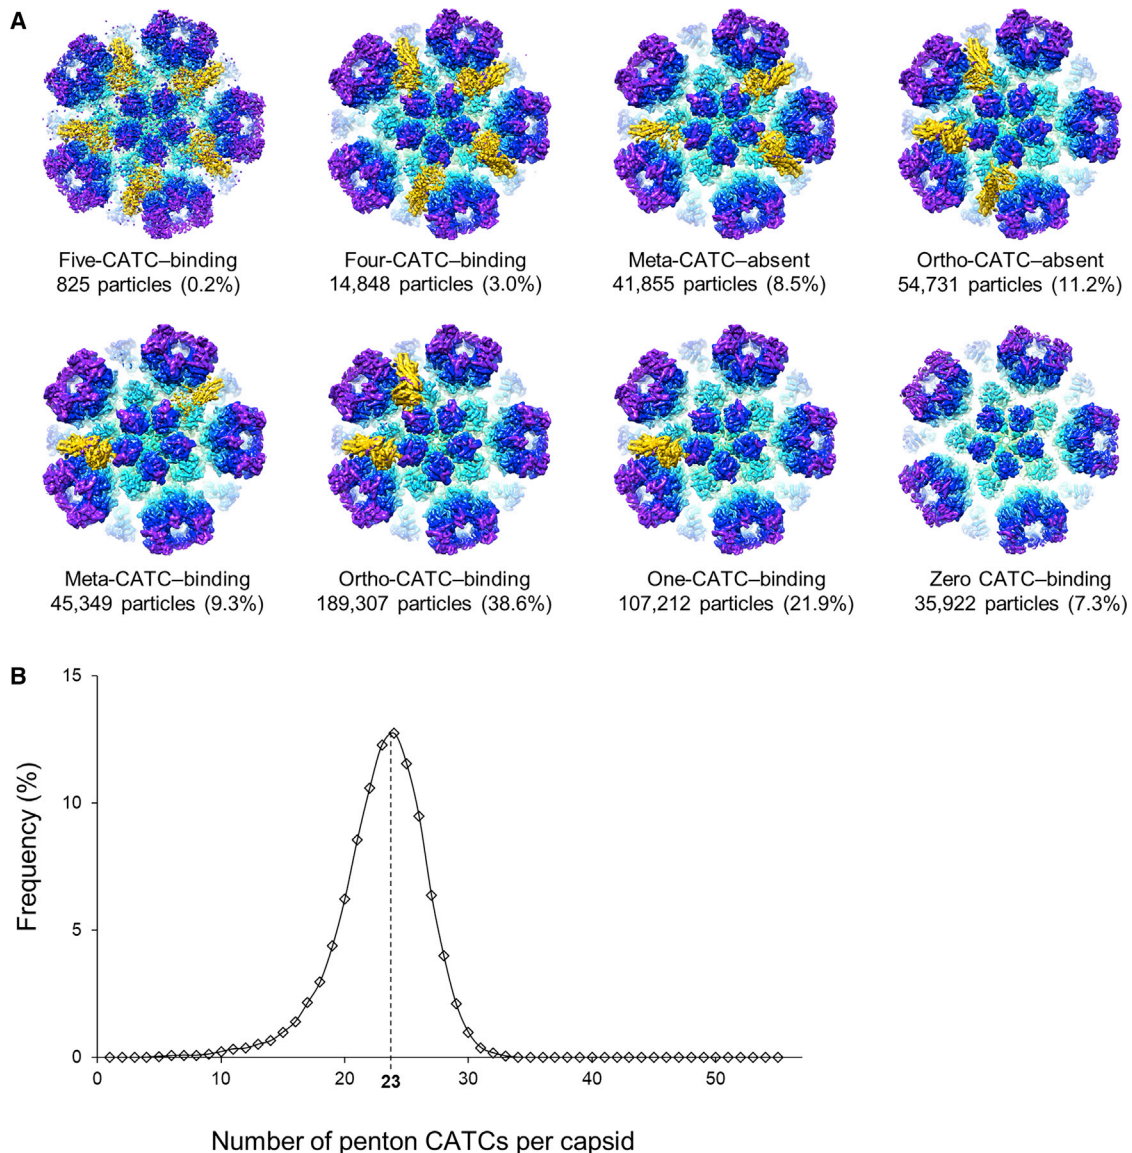 A
Five-CATC–binding
825 particles (0.2%)
Four-CATC–binding
14,848 particles (3.0%)
Meta-CATC–absent
41,855 particles (8.5%)
Ortho-CATC–absent
54,731 particles (11.2%)
Meta-CATC–binding
45,349 particles (9.3%)
Ortho-CATC–binding
189,307 particles (38.6%)
One-CATC–binding
107,212 particles (21.9%)
Zero CATC–binding
35,922 particles (7.3%)
B
15
10
5
0
Frequency (%)
0 10 20 23 30 40 50
Number of penton CATCs per capsid